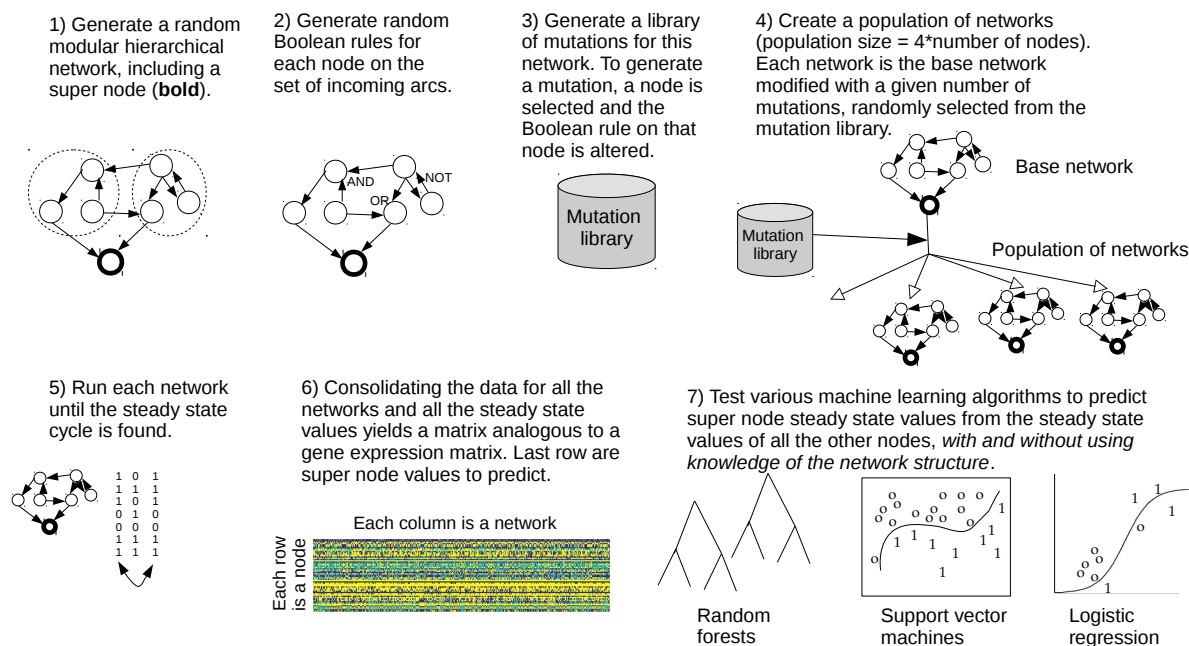 1) Generate a random
modular hierarchical
network, including a
super node (bold).
2) Generate random
Boolean rules for
each node on the
set of incoming arcs.
AND
NOT
OR
3) Generate a library
of mutations for this
network. To generate
a mutation, a node is
selected and the
Boolean rule on that
node is altered.
Mutation
library
4) Create a population of networks
(population size = 4*number of nodes).
Each network is the base network
modified with a given number of
mutations, randomly selected from the
mutation library.
Base network
Mutation
library
Population of networks
5) Run each network
until the steady state
cycle is found.
1 0 1
1 1 1
1 0 1
0 1 0
0 0 0
1 1 1
6) Consolidating the data for all the
networks and all the steady state
values yields a matrix analogous to a
gene expression matrix. Last row are
super node values to predict.
Each column is a network
Each row
is a node
7) Test various machine learning algorithms to predict
super node steady state values from the steady state
values of all the other nodes, with and without using
knowledge of the network structure.
Random
forests
Support vector
machines
Logistic
regression